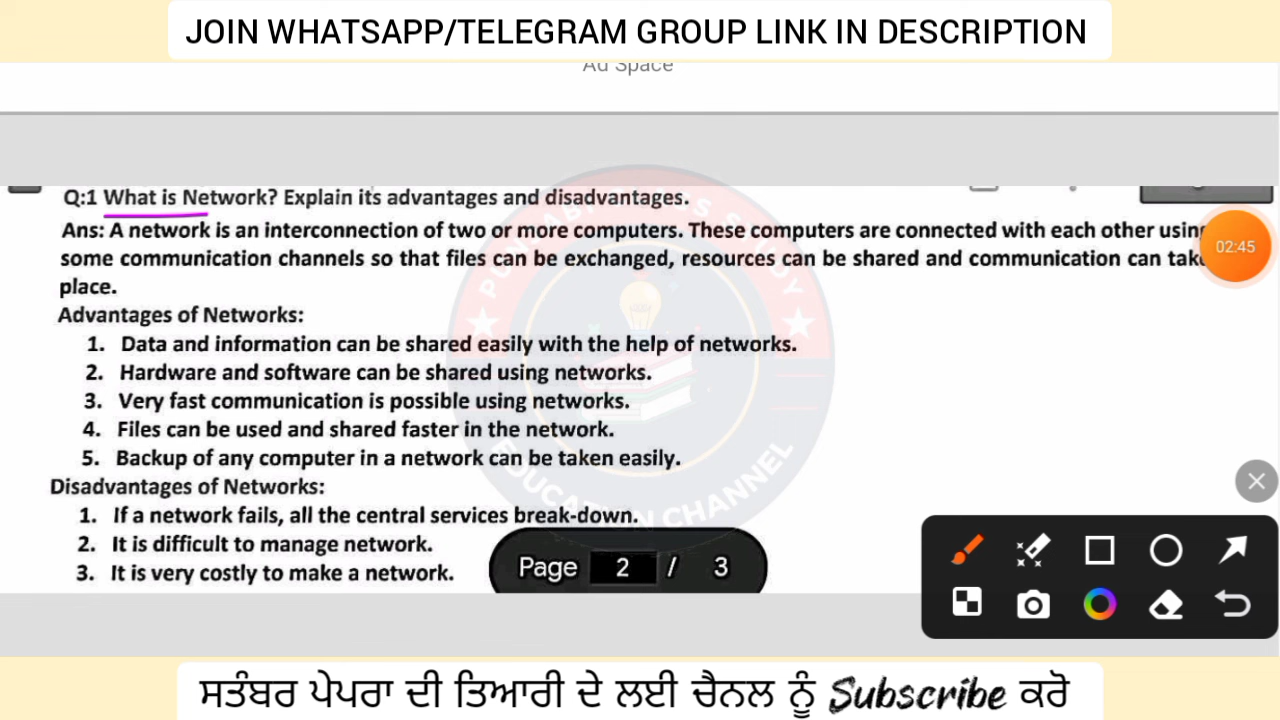 JOIN WHATSAPP/TELEGRAM GROUP LINK IN DESCRIPTION
Ad Space
Q:1 What is Network? Explain its advantages and disadvantages.
Ans: A network is an interconnection of two or more computers. These computers are connected with each other using
02:45
some communication channels so that files can be exchanged, resources can be shared and communication can take
place.
Advantages of Networks:
1. Data and information can be shared easily with the help of networks.
2. Hardware and software can be shared using networks.
3. Very fast communication is possible using networks.
4. Files can be used and shared faster in the network.
5. Backup of any computer in a network can be taken easily.
Disadvantages of Networks:
1. If a network fails, all the central services break-down.
2. It is difficult to manage network.
3. It is very costly to make a network.
Page 2 / 3
EDUCATION CHANNEL
ਸਤੰਬਰ ਪੇਪਰਾ ਦੀ ਤਿਆਰੀ ਦੇ ਲਈ ਚੈਨਲ ਨੂੰ Subscribe ਕਰੋ